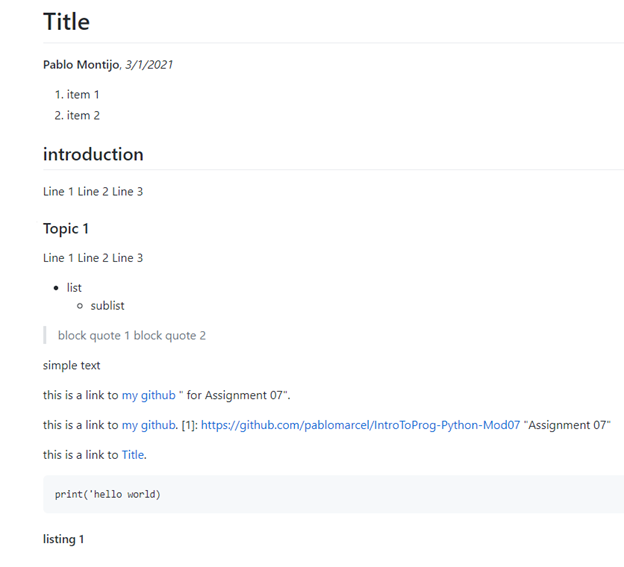 Title
Pablo Montijo, 3/1/2021
1. item 1
2. item 2
introduction
Line 1 Line 2 Line 3
Topic 1
Line 1 Line 2 Line 3
list
sublist
block quote 1 block quote 2
simple text
this is a link to my github " for Assignment 07".
this is a link to my github. [1]: https://github.com/pablomarcel/IntroToProg-Python-Mod07 "Assignment 07"
this is a link to Title.
print('hello world)
listing 1